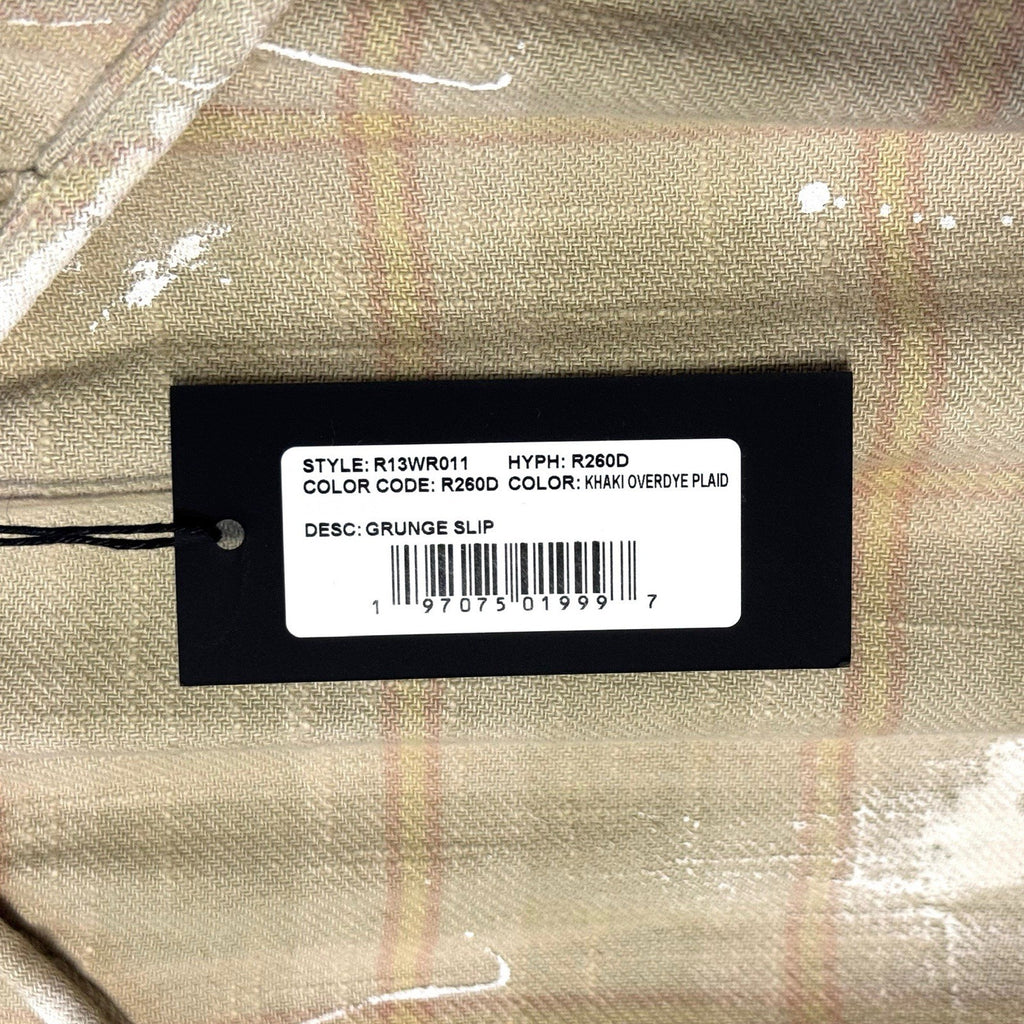 STYLE: R13WR011 HYPH: R260D
COLOR CODE: R260D COLOR: KHAKI OVERDYE PLAID
DESC: GRUNGE SLIP
1 97075 01999 7